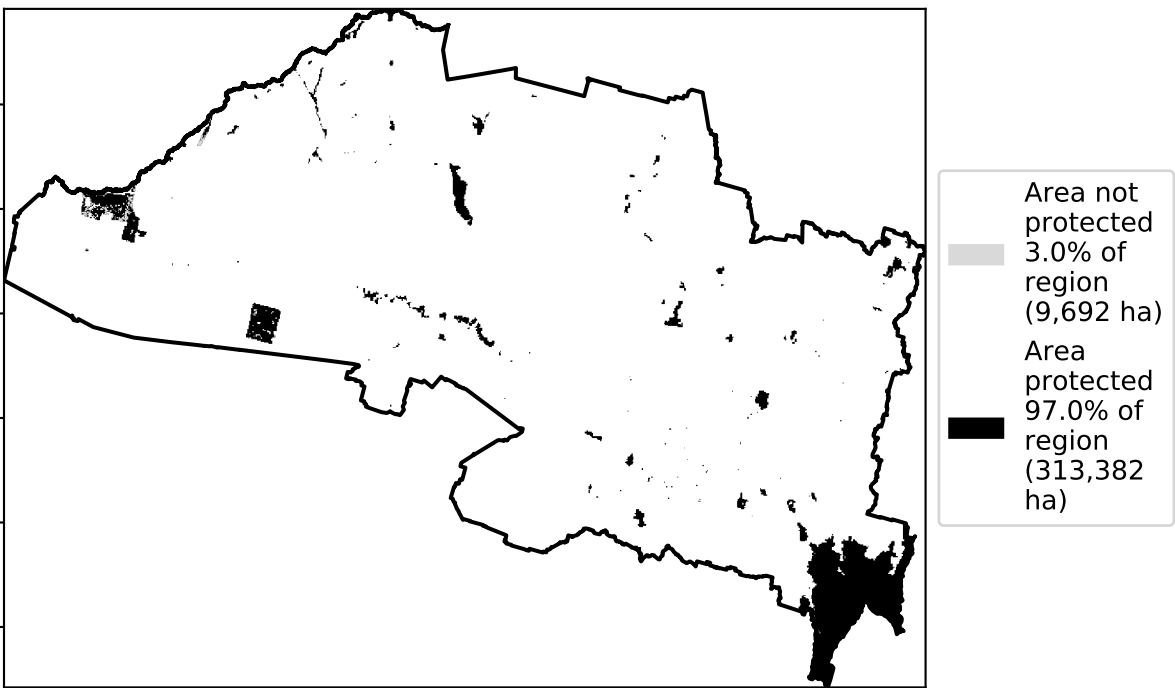 Area not
protected
3.0% of
region
(9,692 ha)
Area
protected
97.0% of
region
(313,382
ha)